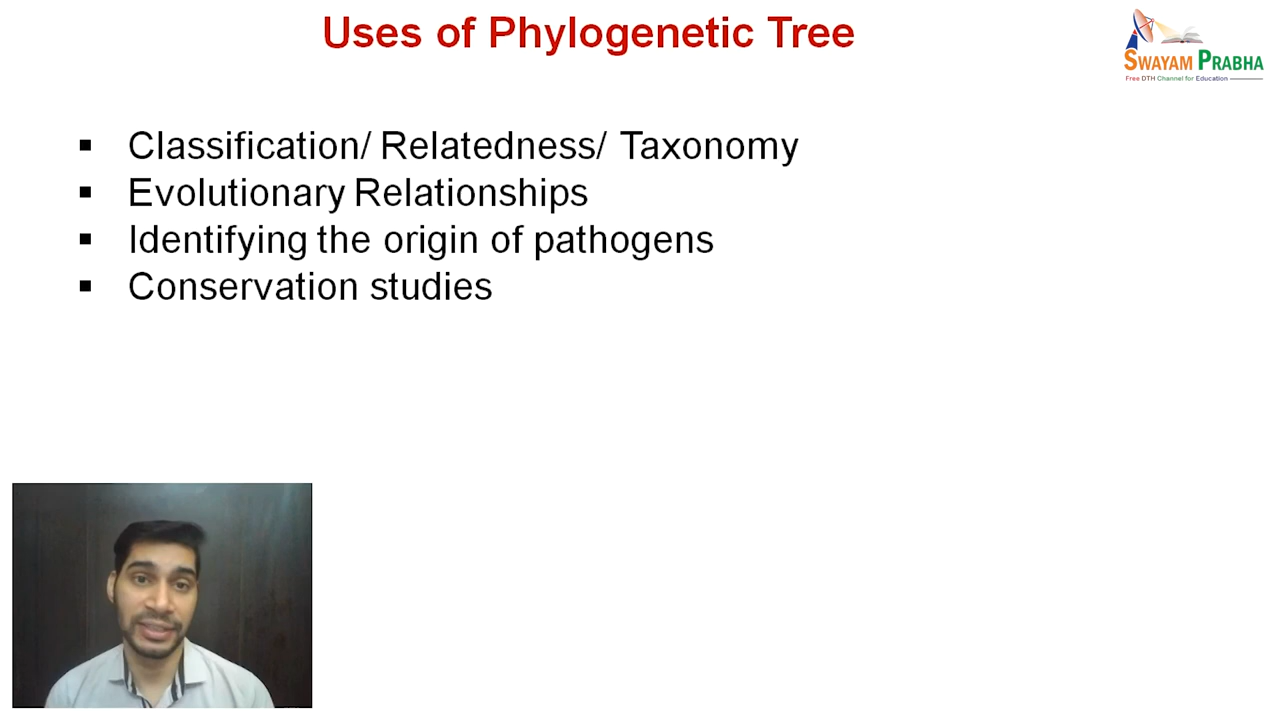 Uses of Phylogenetic Tree
SWAYAM PRABHA
Free DTH Channel for Education
▪ Classification/ Relatedness/ Taxonomy
▪ Evolutionary Relationships
▪ Identifying the origin of pathogens
▪ Conservation studies